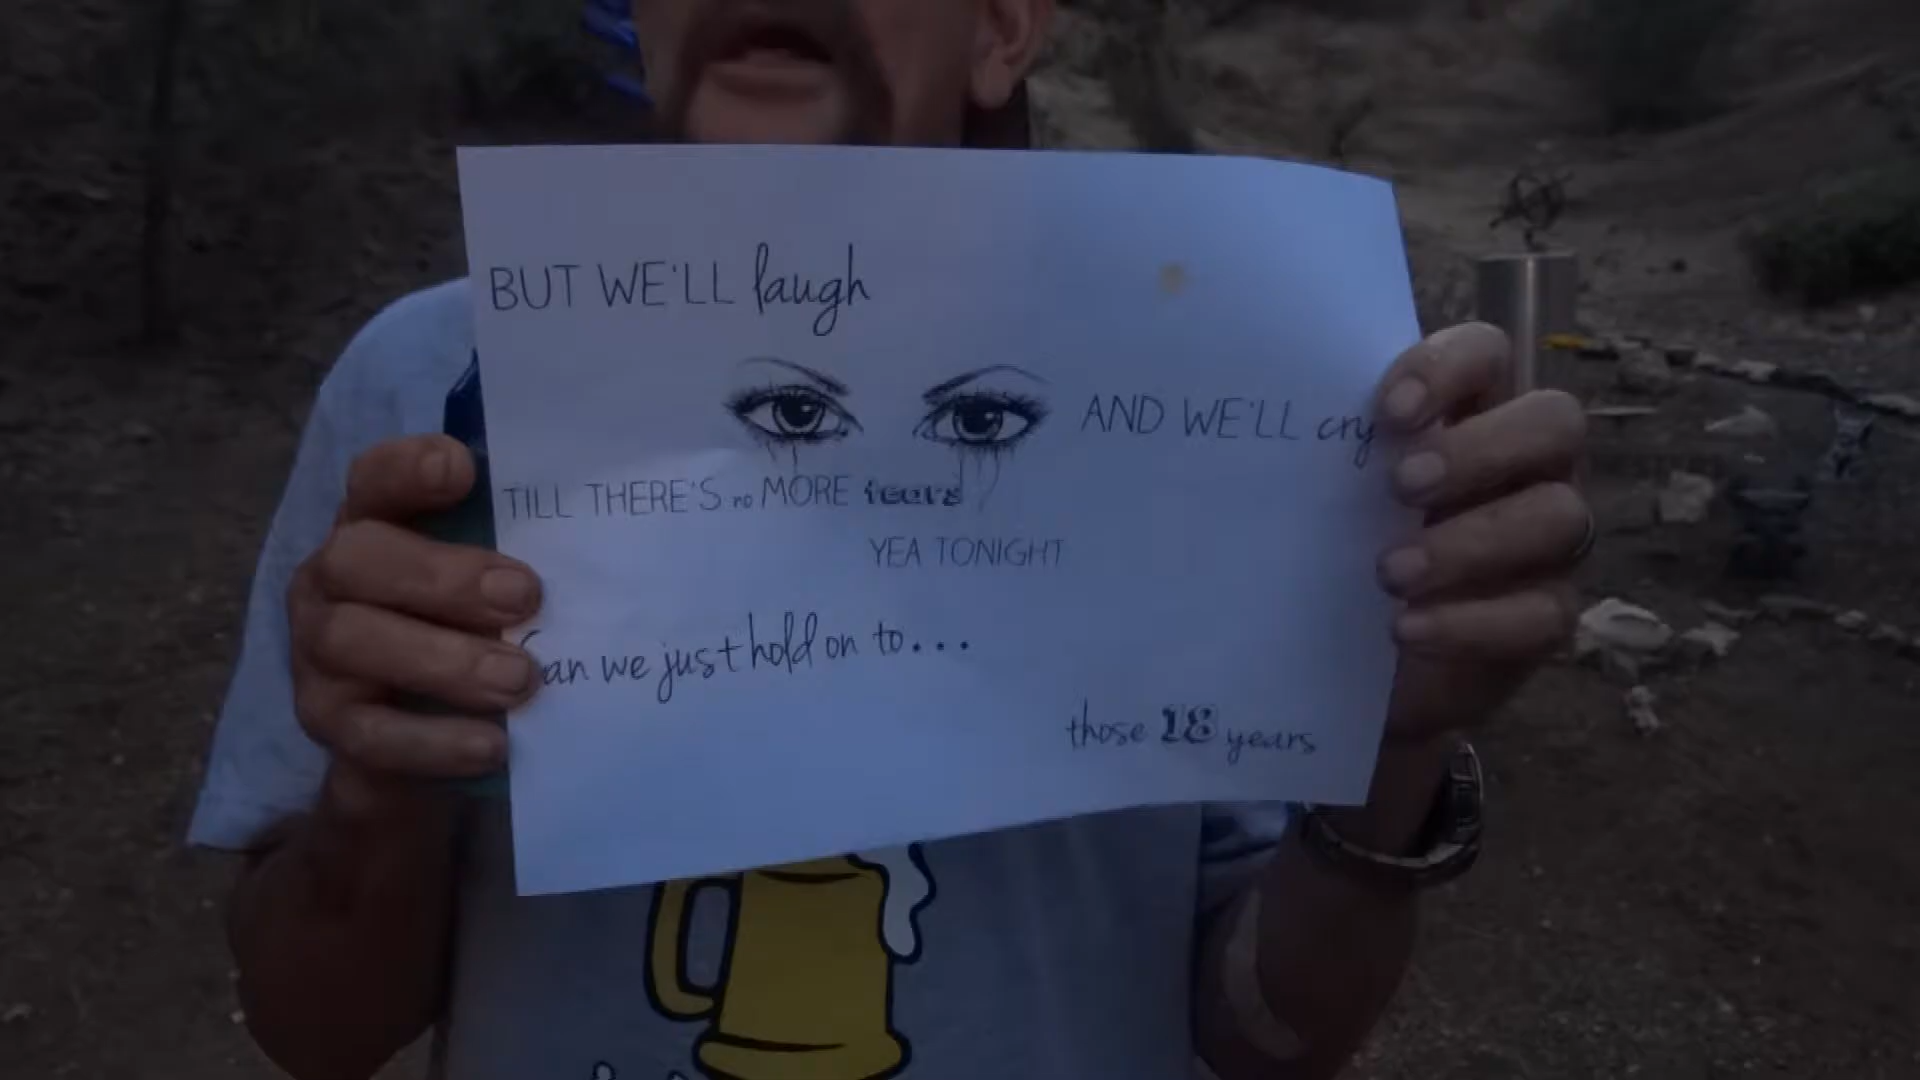 BUT WE'LL laugh
AND WE'LL cry
TILL THERE'S no MORE tears
YEA TONIGHT
Can we just hold on to...
those 18 years